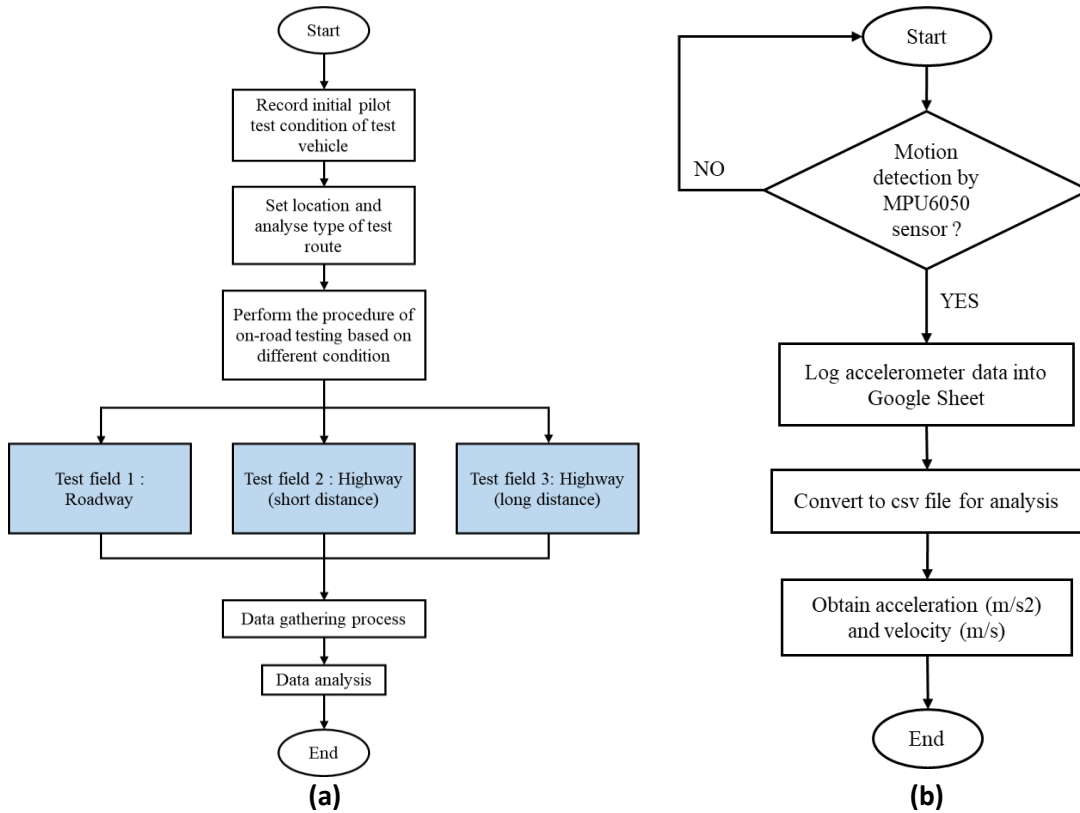 Start
Record initial pilot
test condition of test
vehicle
Set location and
analyse type of test
route
Perform the procedure of
on-road testing based on
different condition
Test field 1 :
Roadway
Test field 2 : Highway
(short distance)
Test field 3: Highway
(long distance)
Data gathering process
Data analysis
End
(a)
Start
Motion
detection by
MPU6050
sensor ?
NO
YES
Log accelerometer data into
Google Sheet
Convert to csv file for analysis
Obtain acceleration (m/s2)
and velocity (m/s)
End
(b)